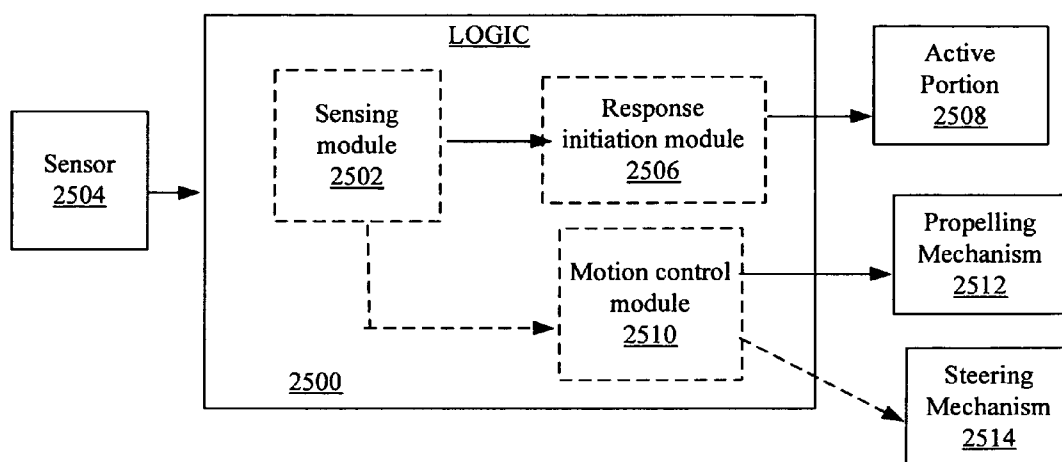 LOGIC
Sensor
2504
Sensing
module
2502
Response
initiation module
2506
Active
Portion
2508
Motion control
module
2510
Propelling
Mechanism
2512
2500
Steering
Mechanism
2514